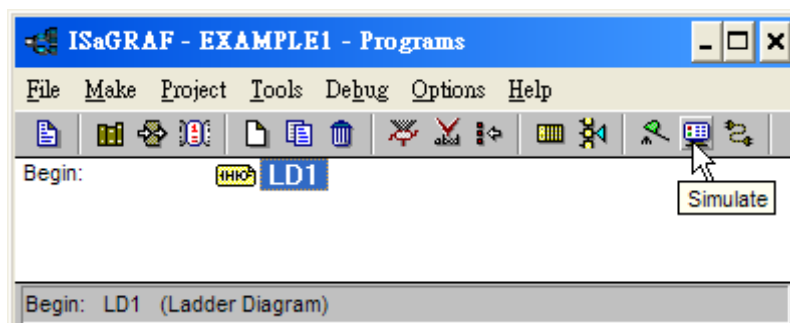 ISaGRAF - EXAMPLE1 - Programs
File Make Project Tools Debug Options Help
Begin: LD1
Simulate
Begin: LD1 (Ladder Diagram)